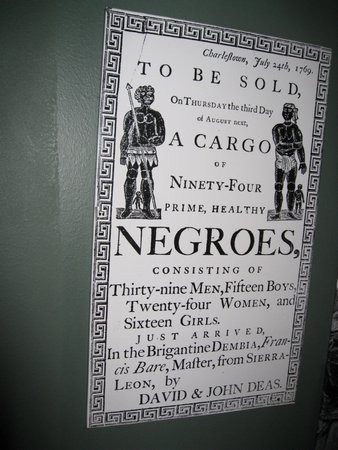 Charlestown, July 24th, 1769.
TO BE SOLD,
On THURSDAY the third Day
of AUGUST next,
A CARGO
OF
NINETY-FOUR
PRIME, HEALTHY
NEGROES,
CONSISTING OF
Thirty-nine MEN, Fifteen BOYS,
Twenty-four WOMEN, and
Sixteen GIRLS.
JUST ARRIVED,
In the Brigantine DEMBIA, Fran-
cis Bare, Master, from SIERRA-
LEON, by
DAVID & JOHN DEAS.